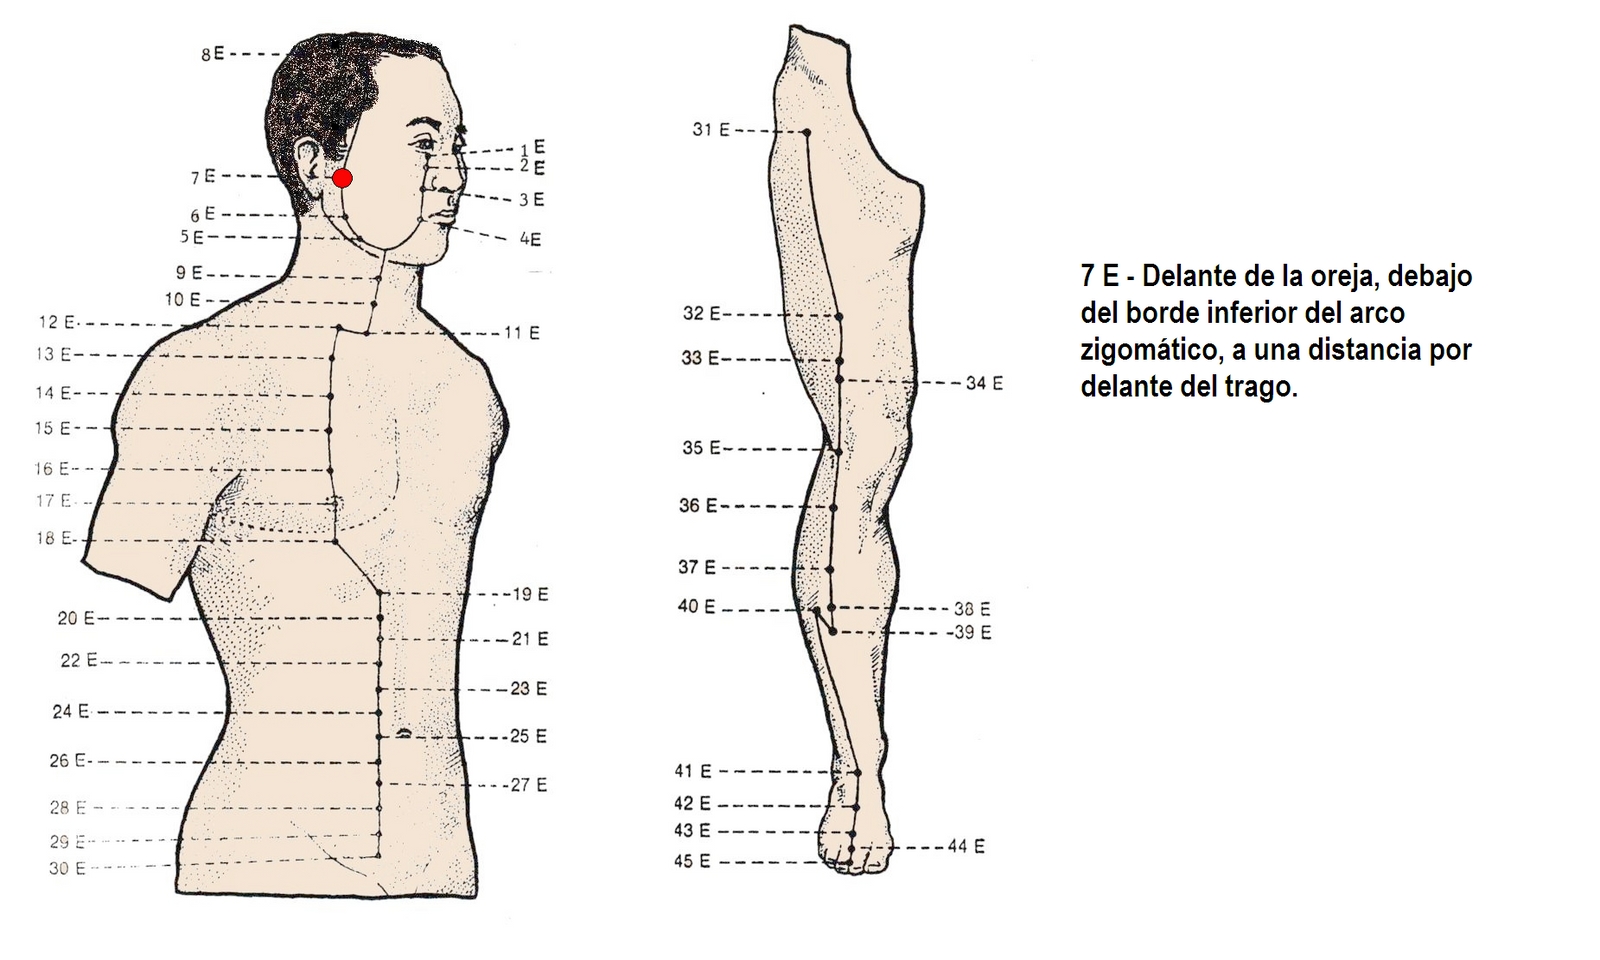 8E
1 E
2 E
7 E
3 E
6 E
5 E
4E
9 E
10 E
12 E
11 E
13 E
14 E
15 E
16 E
17 E
18 E
19 E
20 E
21 E
22 E
23 E
24 E
25 E
26 E
27 E
28 E
29 E
30 E
31 E
32 E
33 E
34 E
35 E
36 E
37 E
40 E
38 E
39 E
41 E
42 E
43 E
44 E
45 E
7 E - Delante de la oreja, debajo
del borde inferior del arco
zigomático, a una distancia por
delante del trago.